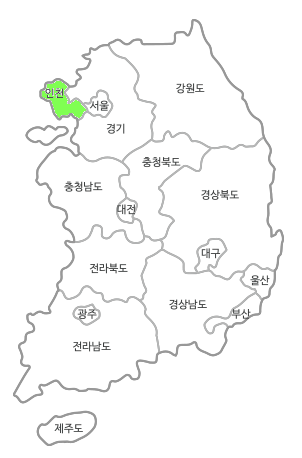 강원도
인천
서울
경기
충청북도
충청남도
경상북도
대전
대구
전라북도
울산
경상남도
광주
부산
전라남도
제주도